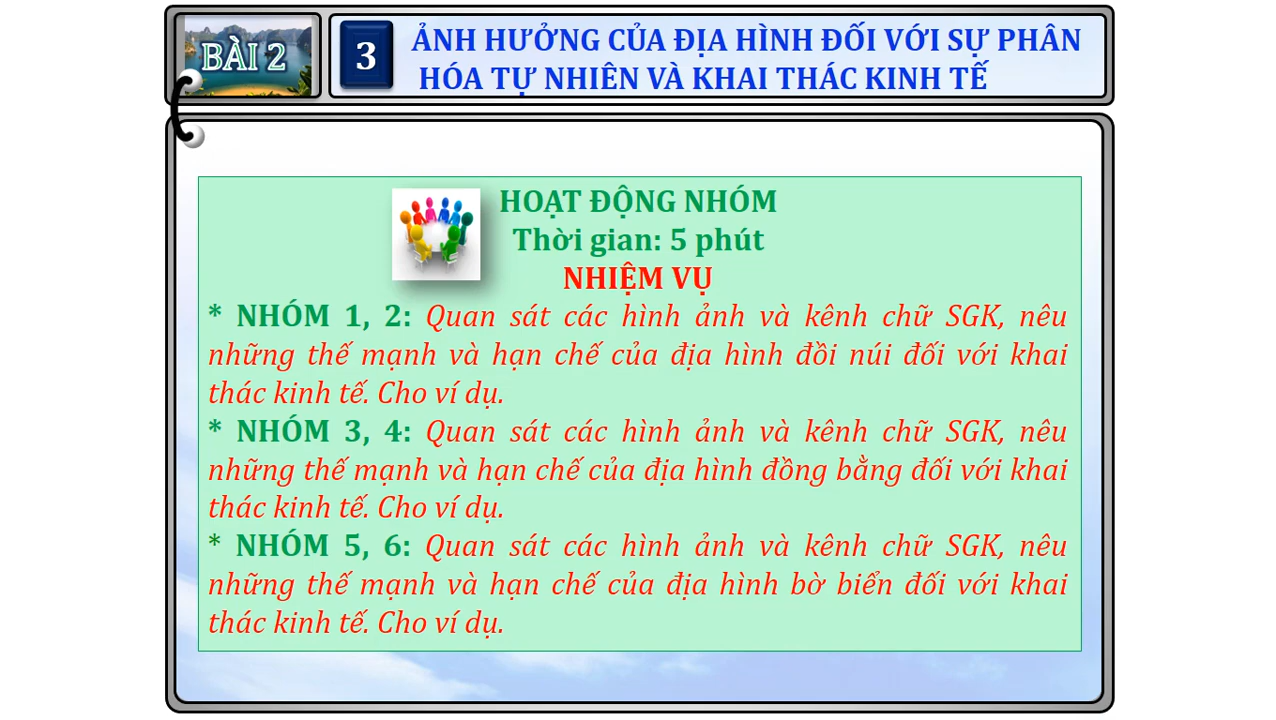 BÀI 2
3
ẢNH HƯỞNG CỦA ĐỊA HÌNH ĐỐI VỚI SỰ PHÂN
HÓA TỰ NHIÊN VÀ KHAI THÁC KINH TẾ
HOẠT ĐỘNG NHÓM
Thời gian: 5 phút
NHIỆM VỤ
* NHÓM 1, 2: Quan sát các hình ảnh và kênh chữ SGK, nêu
những thế mạnh và hạn chế của địa hình đồi núi đối với khai
thác kinh tế. Cho ví dụ.
* NHÓM 3, 4: Quan sát các hình ảnh và kênh chữ SGK, nêu
những thế mạnh và hạn chế của địa hình đồng bằng đối với khai
thác kinh tế. Cho ví dụ.
* NHÓM 5, 6: Quan sát các hình ảnh và kênh chữ SGK, nêu
những thế mạnh và hạn chế của địa hình bờ biển đối với khai
thác kinh tế. Cho ví dụ.